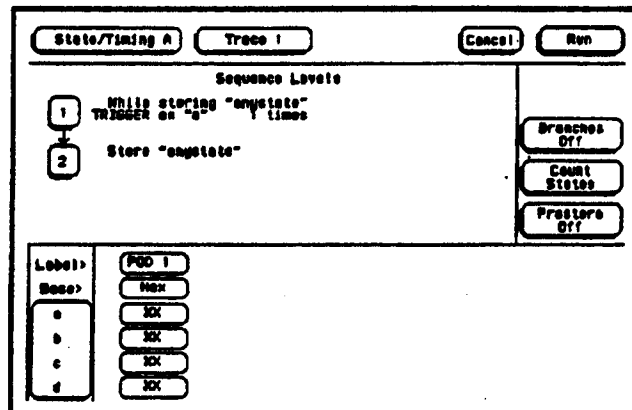 State/Timing A Trace 1 Cancel Run
Sequence Levels
1 While storing "anystate"
TRIGGER on "a" 1 times
2 Store "anystate"
Branches
Off
Count
States
Prestore
Off
Label> POD 1
Base> Hex
a XX
b XX
c XX
d XX